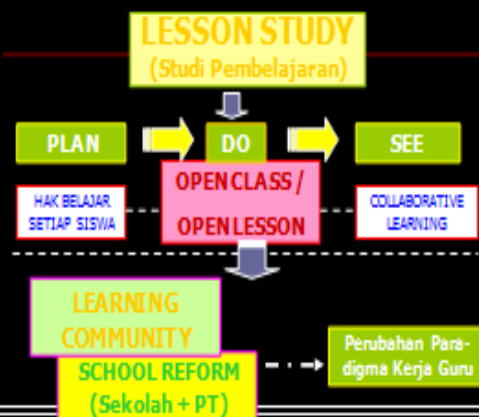 LESSON STUDY
(Studi Pembelajaran)
PLAN
DO
SEE
HAK BELAJAR
SETIAP SISWA
OPEN CLASS /
OPEN LESSON
COLLABORATIVE
LEARNING
LEARNING
COMMUNITY
SCHOOL REFORM
(Sekolah + PT)
Perubahan Para-
digma Kerja Guru